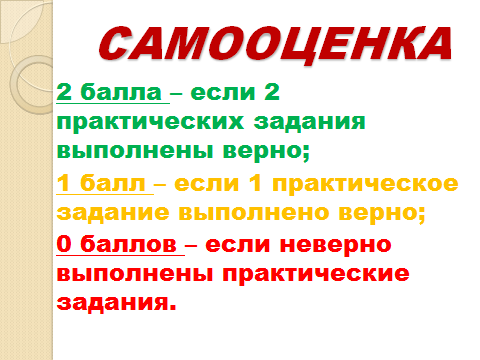 САМООЦЕНКА
2 балла – если 2
практических задания
выполнены верно;
1 балл – если 1 практическое
задание выполнено верно;
0 баллов – если неверно
выполнены практические
задания.